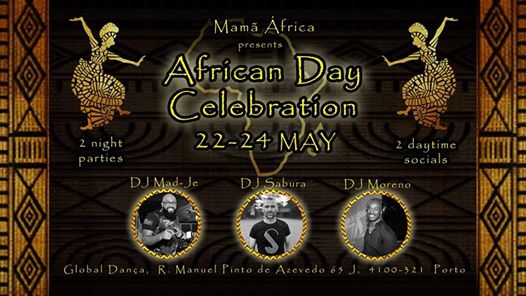 Mamã África
presents
African Day
Celebration
22-24 MAY
2 night
parties
2 daytime
socials
DJ Mad-Je
DJ Sabura
DJ Moreno
S
Global Dança, R. Manuel Pinto de Azevedo 65 J, 4100-321 Porto